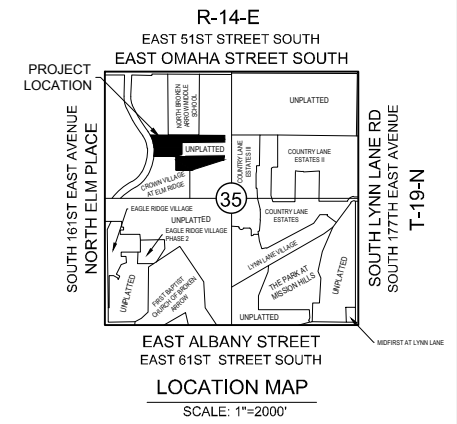 R-14-E
EAST 51ST STREET SOUTH
EAST OMAHA STREET SOUTH
PROJECT
LOCATION
NORTH BROKEN
ARROW MIDDLE
SCHOOL
UNPLATTED
UNPLATTED
COUNTRY LANE
ESTATES III
COUNTRY LANE
ESTATES II
CROWN VILLAGE
AT ELM RIDGE
SOUTH 161ST EAST AVENUE
NORTH ELM PLACE
SOUTH LYNN LANE RD
SOUTH 177TH EAST AVENUE
T-19-N
35
EAGLE RIDGE VILLAGE
UNPLATTED
EAGLE RIDGE VILLAGE
PHASE 2
COUNTRY LANE
ESTATES
LYNN LANE VILLAGE
THE PARK AT
MISSION HILLS
UNPLATTED
UNPLATTED
FIRST BAPTIST
CHURCH OF BROKEN
ARROW
UNPLATTED
MIDFIRST AT LYNN LANE
EAST ALBANY STREET
EAST 61ST STREET SOUTH
LOCATION MAP
SCALE: 1"=2000'